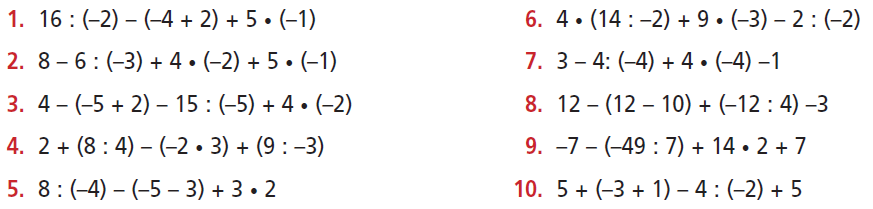 1. 16 : (–2) – (–4 + 2) + 5 • (–1)
2. 8 – 6 : (–3) + 4 • (–2) + 5 • (–1)
3. 4 – (–5 + 2) – 15 : (–5) + 4 • (–2)
4. 2 + (8 : 4) – (–2 • 3) + (9 : –3)
5. 8 : (–4) – (–5 – 3) + 3 • 2
6. 4 • (14 : –2) + 9 • (–3) – 2 : (–2)
7. 3 – 4: (–4) + 4 • (–4) –1
8. 12 – (12 – 10) + (–12 : 4) –3
9. –7 – (–49 : 7) + 14 • 2 + 7
10. 5 + (–3 + 1) – 4 : (–2) + 5